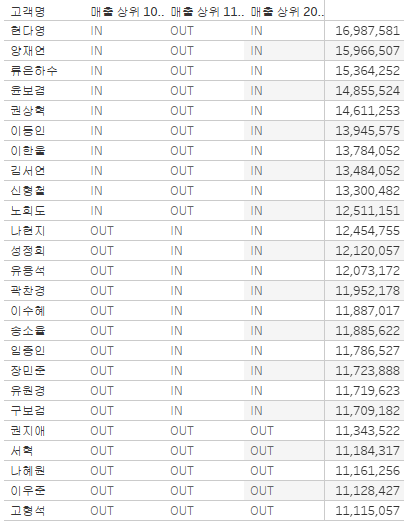 고객명 매출 상위 10.. 매출 상위 11.. 매출 상위 20..
현다영 IN OUT IN 16,987,581
양재연 IN OUT IN 15,966,507
류은하수 IN OUT IN 15,364,252
윤보겸 IN OUT IN 14,855,524
권상혁 IN OUT IN 14,611,253
이동인 IN OUT IN 13,945,575
이한울 IN OUT IN 13,784,052
김서연 IN OUT IN 13,484,052
신형철 IN OUT IN 13,300,482
노희도 IN OUT IN 12,511,151
나현지 OUT IN IN 12,454,755
성정희 OUT IN IN 12,120,057
유응석 OUT IN IN 12,073,172
곽찬경 OUT IN IN 11,952,178
이수혜 OUT IN IN 11,887,017
송소율 OUT IN IN 11,885,622
임종인 OUT IN IN 11,786,527
장민준 OUT IN IN 11,723,888
유원경 OUT IN IN 11,719,623
구보검 OUT IN IN 11,709,182
권지애 OUT OUT OUT 11,343,522
서혁 OUT OUT OUT 11,184,317
나혜원 OUT OUT OUT 11,161,256
이우준 OUT OUT OUT 11,128,427
고형석 OUT OUT OUT 11,115,057